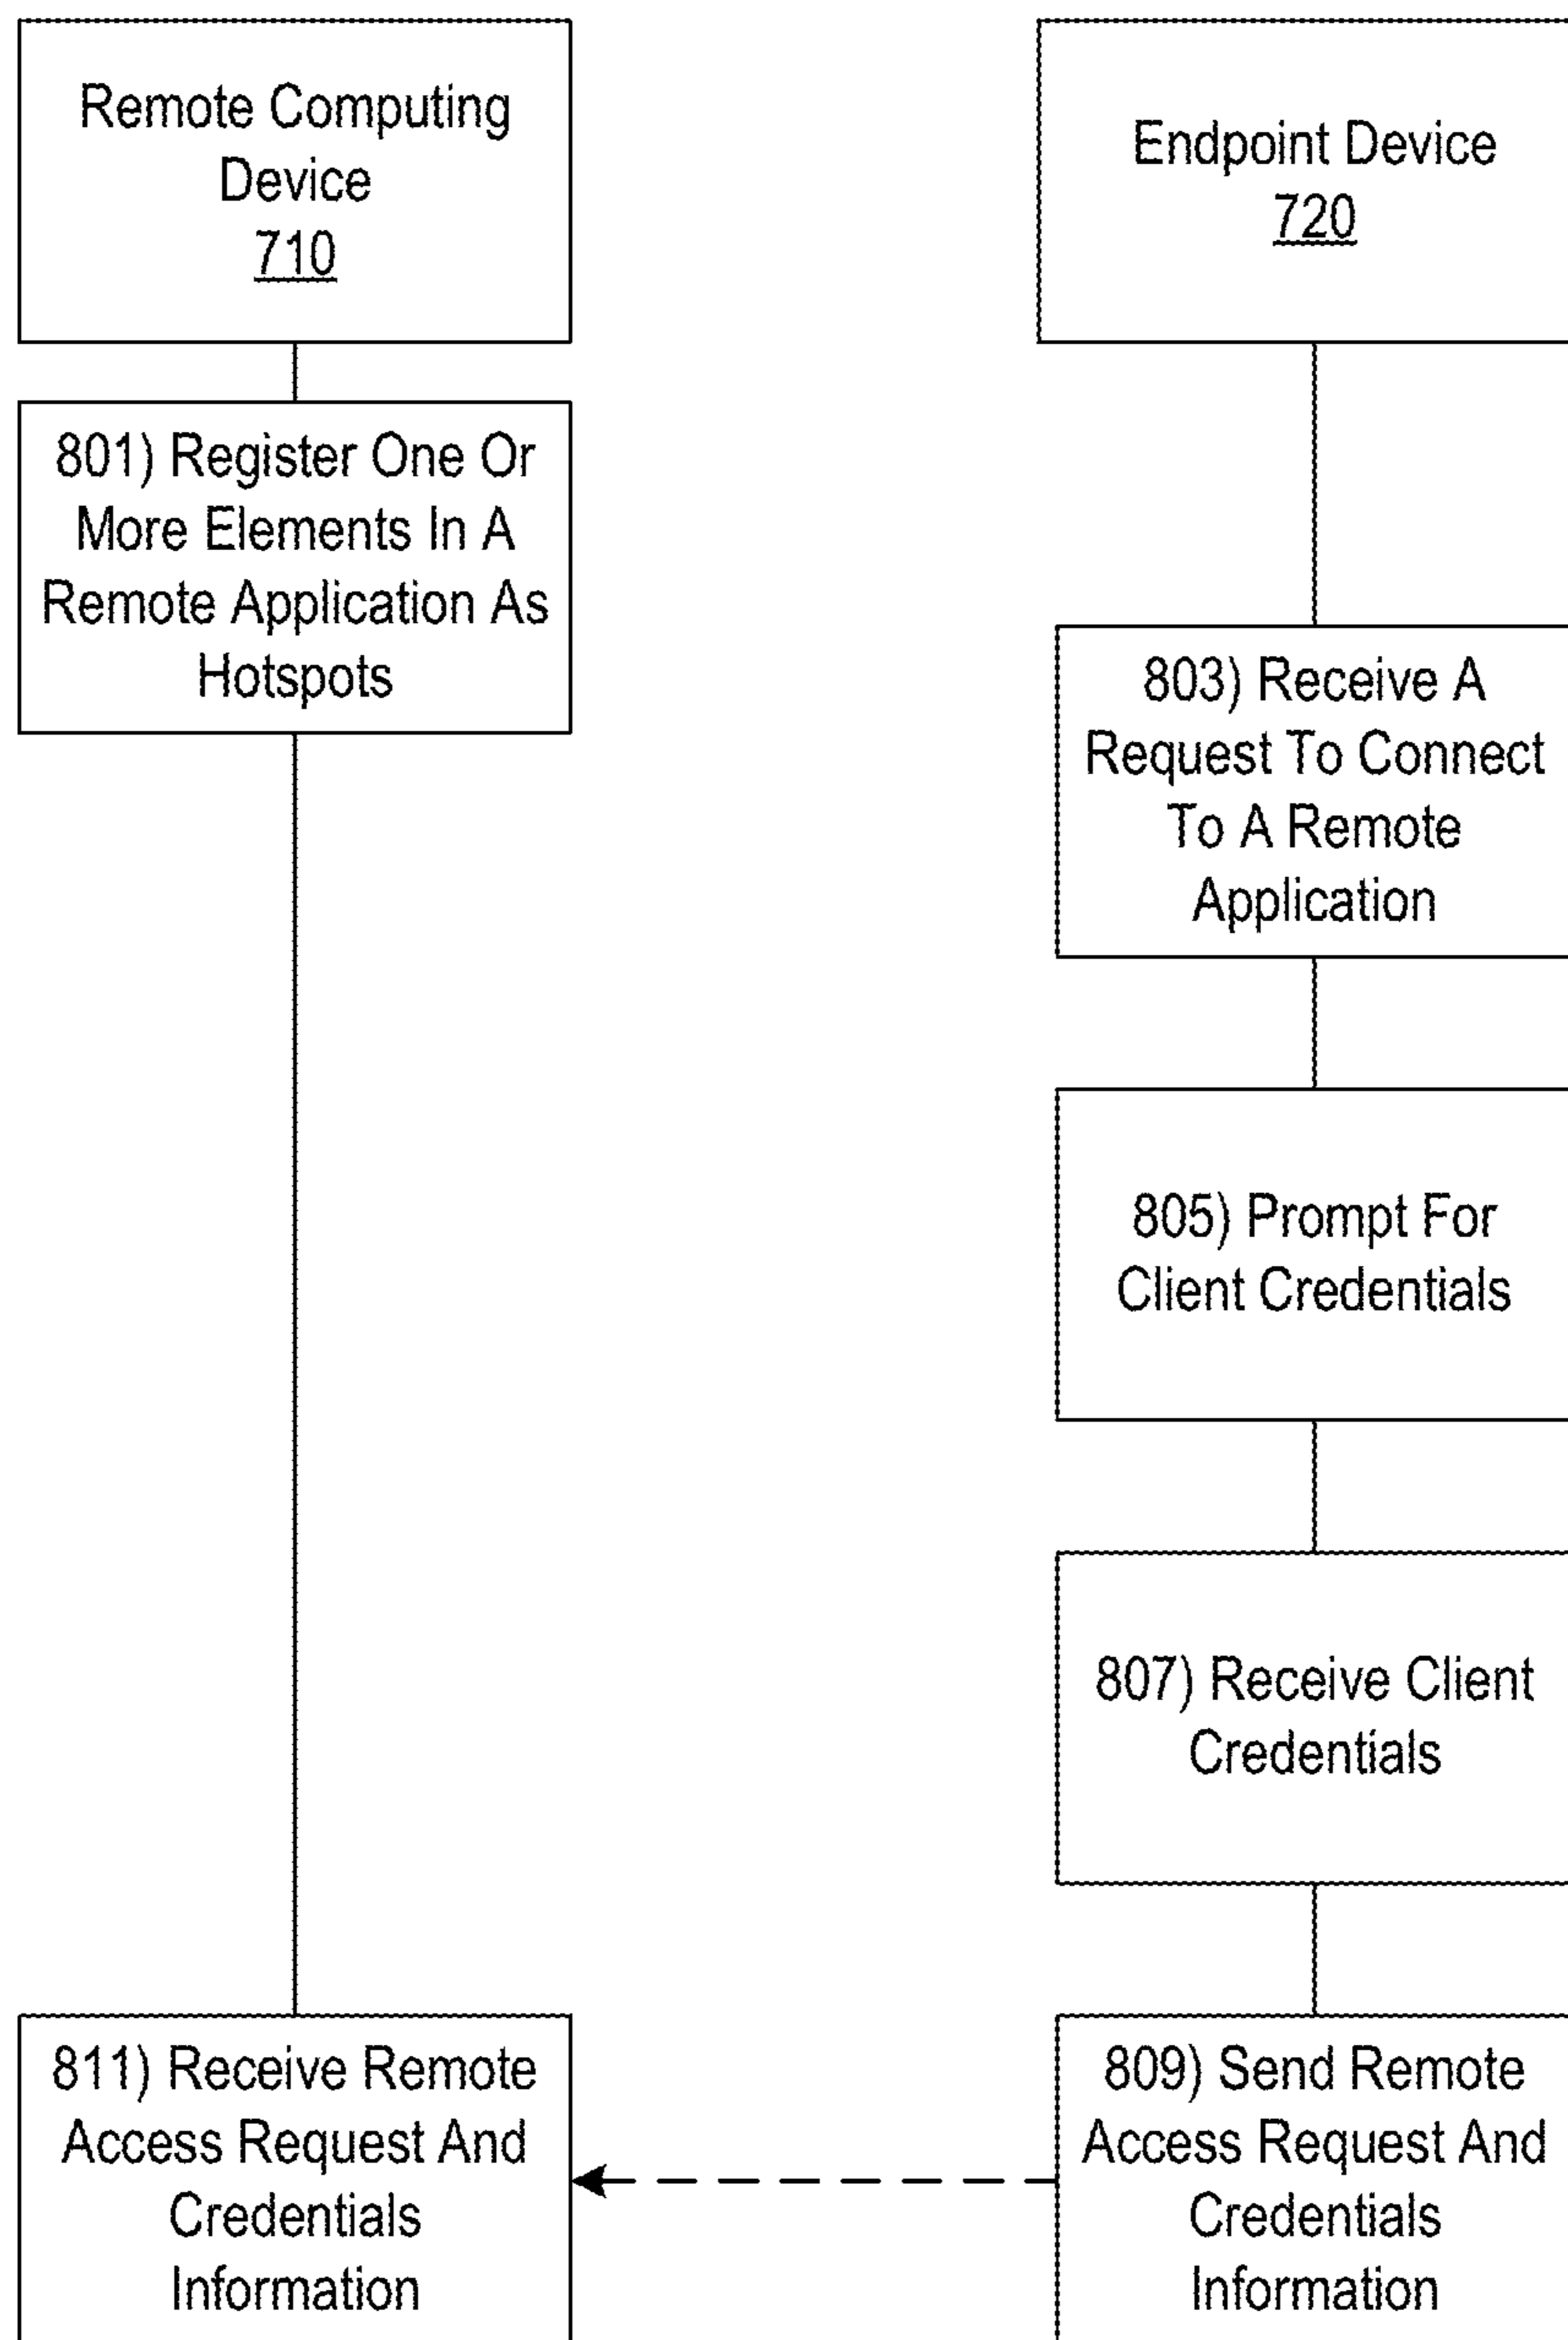 Remote Computing
Device
710
Endpoint Device
720
801) Register One Or
More Elements In A
Remote Application As
Hotspots
803) Receive A
Request To Connect
To A Remote
Application
805) Prompt For
Client Credentials
807) Receive Client
Credentials
811) Receive Remote
Access Request And
Credentials
Information
809) Send Remote
Access Request And
Credentials
Information